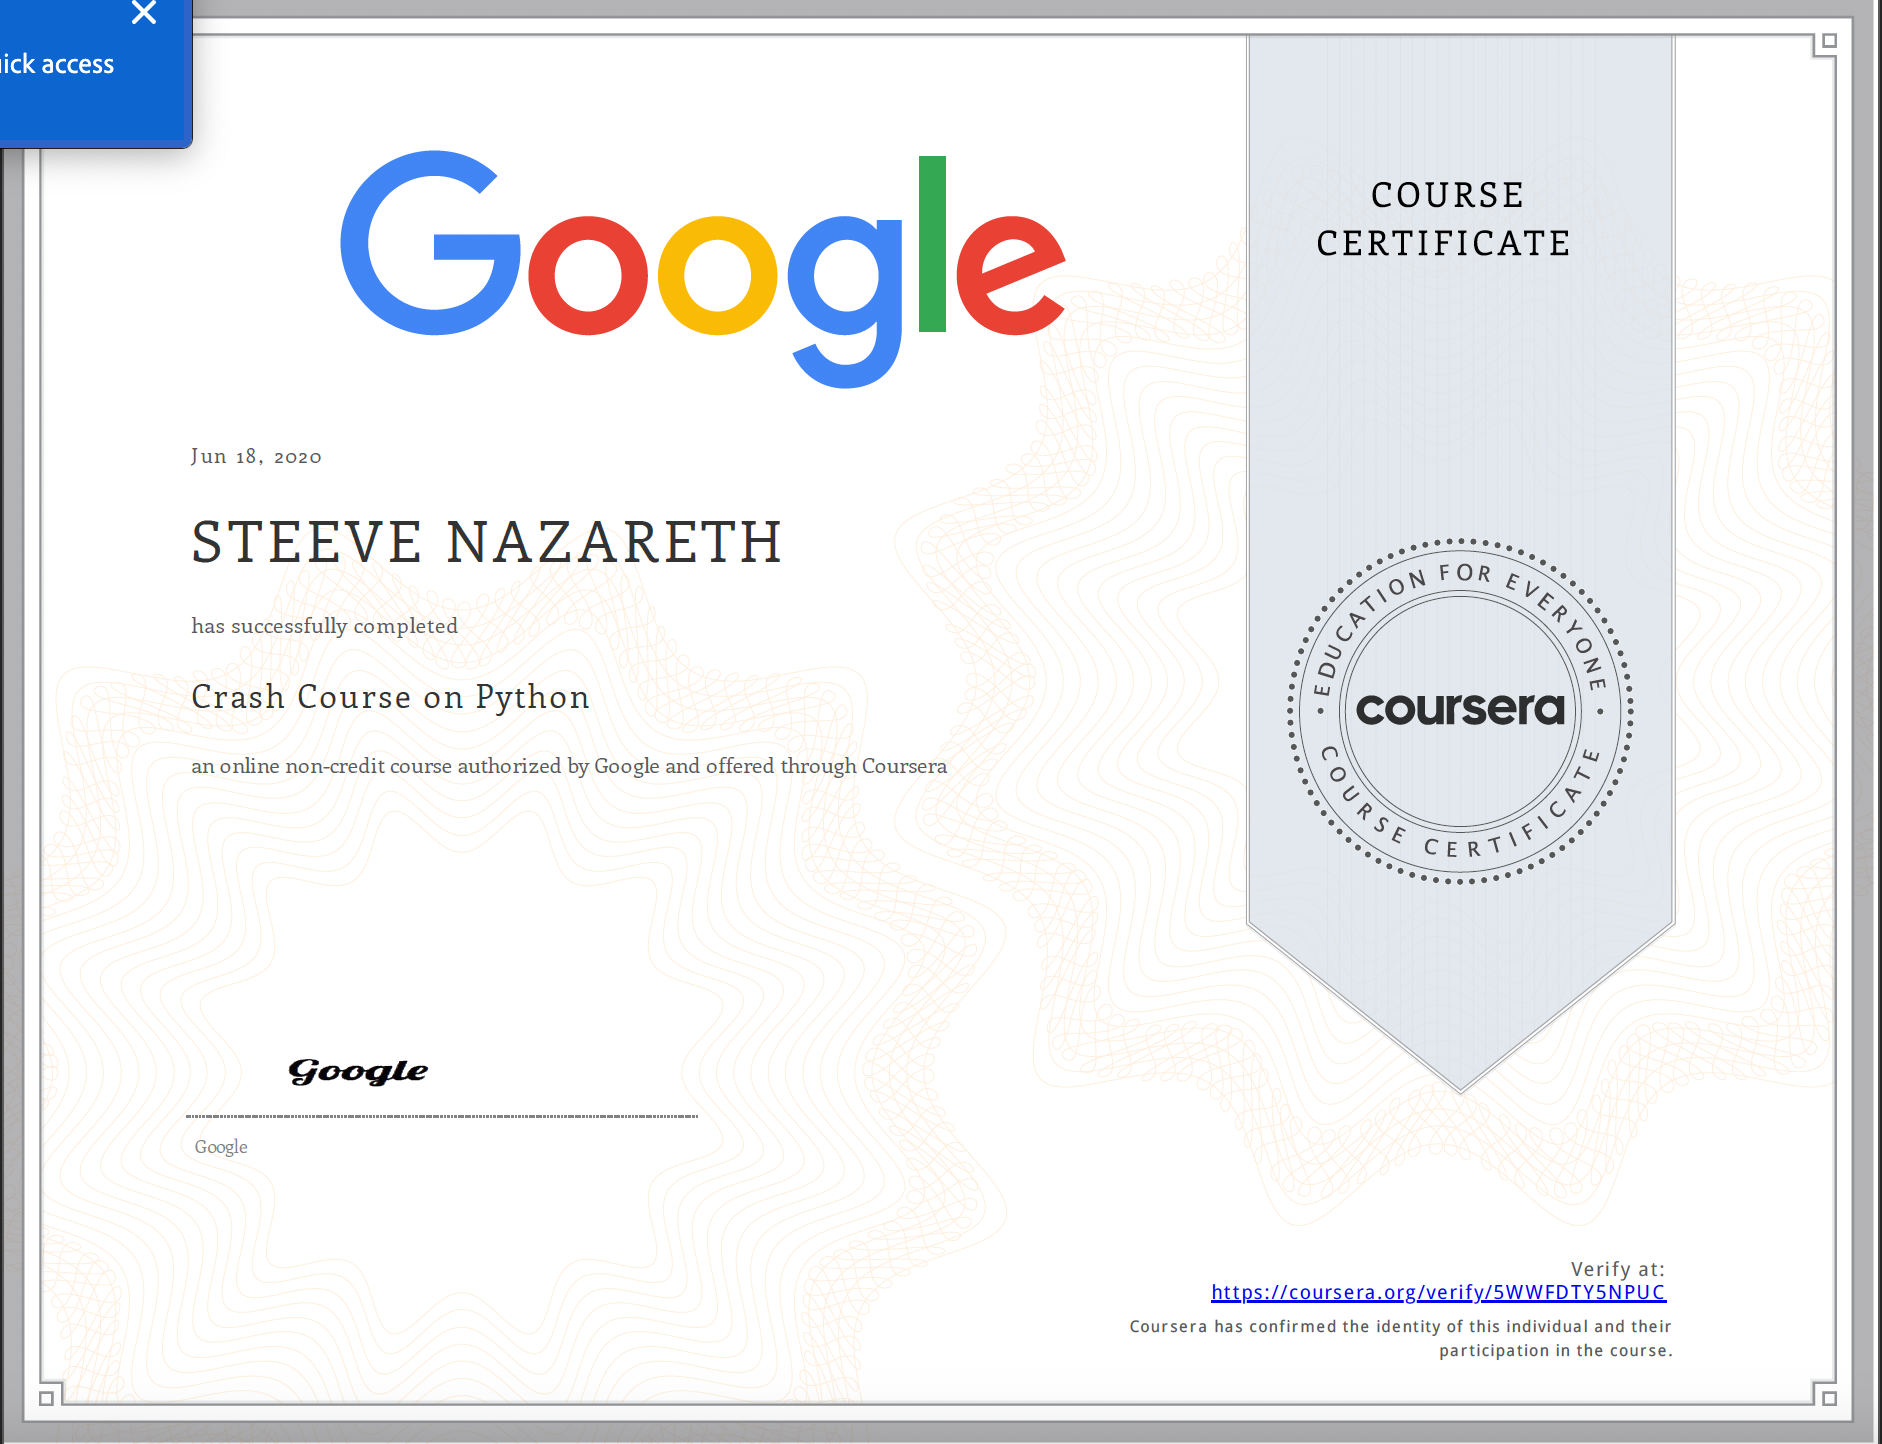 ick access
Google
COURSE
CERTIFICATE
Jun 18, 2020
STEEVE NAZARETH
has successfully completed
Crash Course on Python
an online non-credit course authorized by Google and offered through Coursera
EDUCATION FOR EVERYONE
coursera
COURSE CERTIFICATE
Google
Google
Verify at:
https://coursera.org/verify/5WWFDTY5NPUC
Coursera has confirmed the identity of this individual and their
participation in the course.